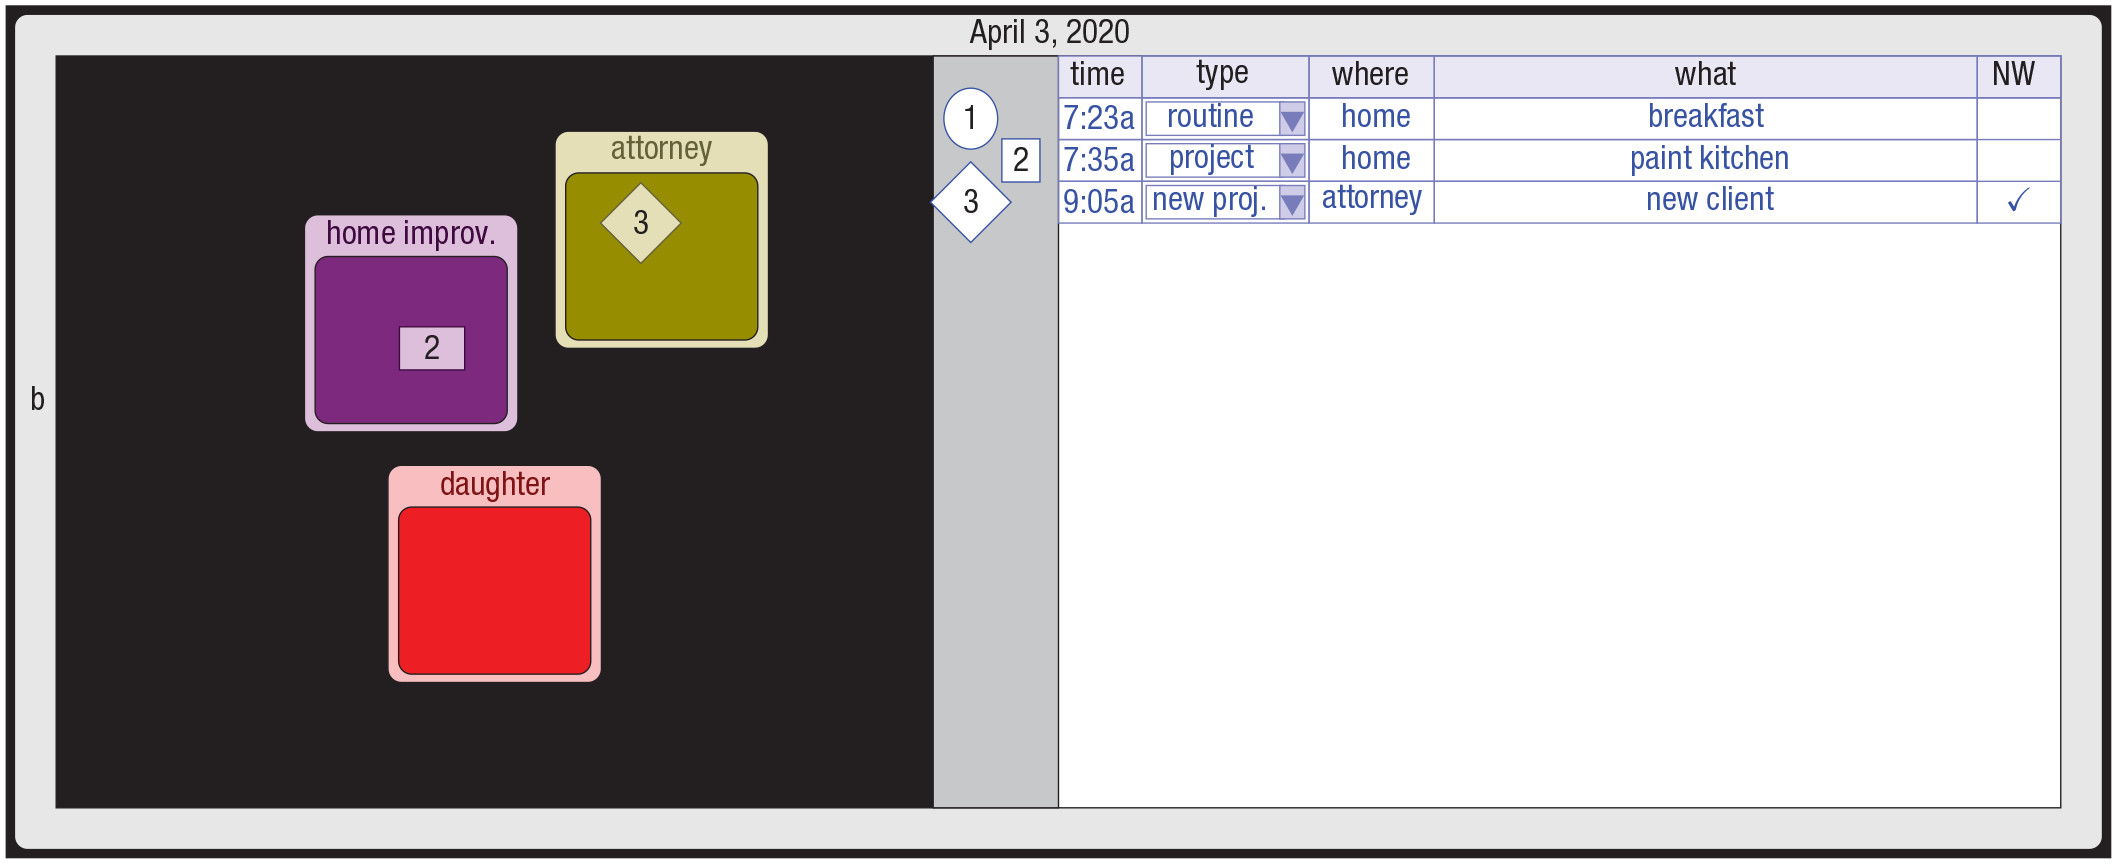 April 3, 2020
b
attorney
3
home improv.
2
daughter
1
2
3
time type where what NW
7:23a routine home breakfast
7:35a project home paint kitchen
9:05a new proj. attorney new client ✓